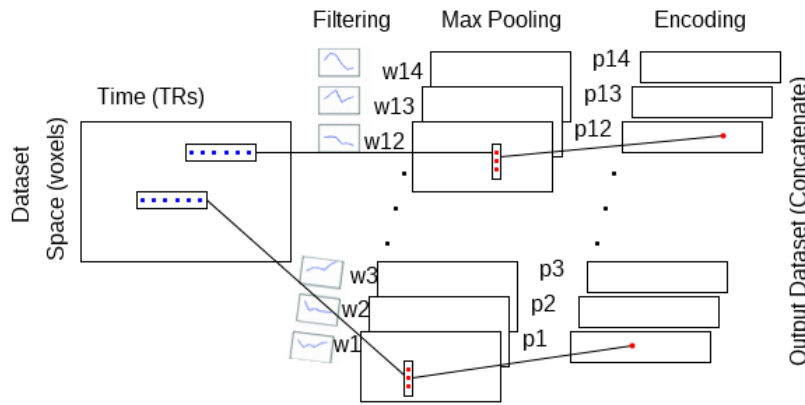 Filtering
Max Pooling
Encoding
Time (TRs)
Dataset
Space (voxels)
w14
w13
w12
p14
p13
p12
w3
w2
w1
p3
p2
p1
Output Dataset (Concatenate)